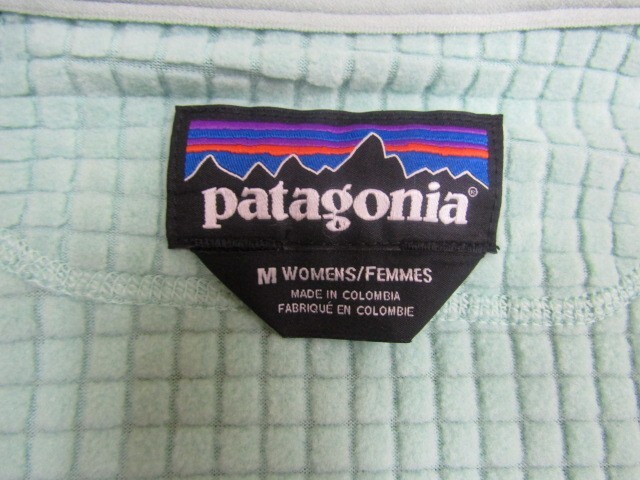 patagonia®
M WOMENS/FEMMES
MADE IN COLOMBIA
FABRIQUÉ EN COLOMBIE